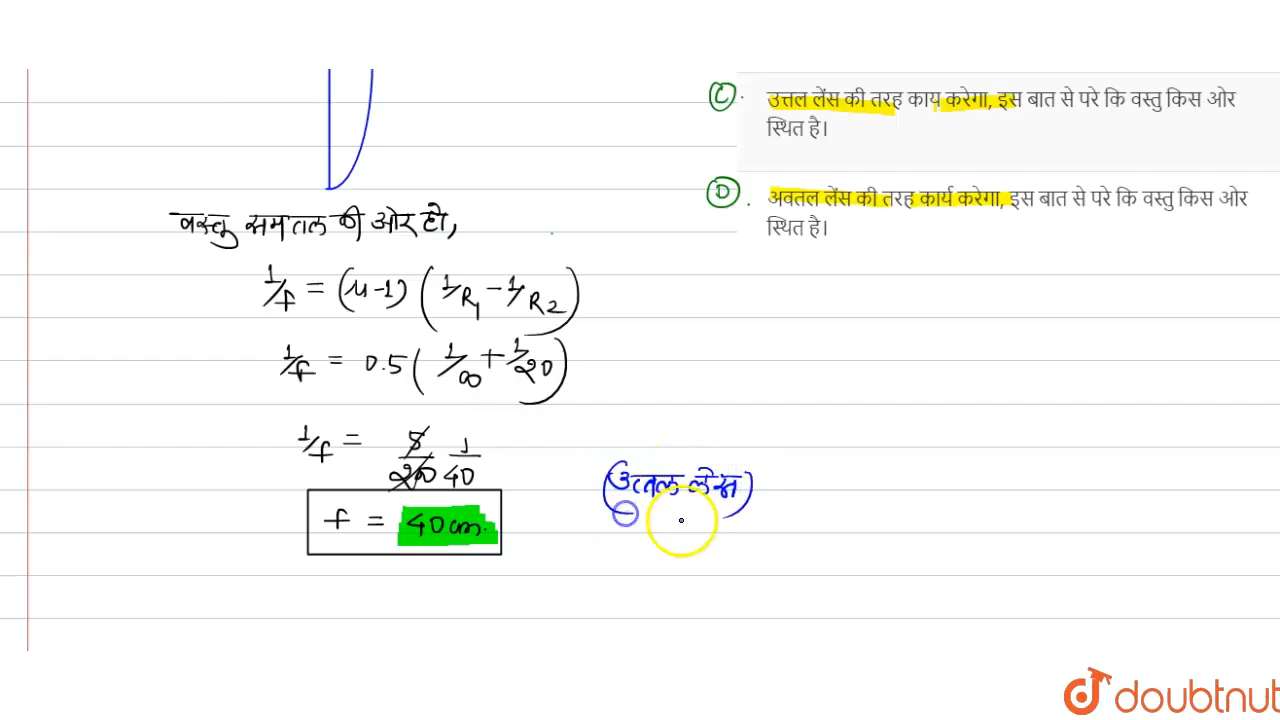 C. उत्तल लेंस की तरह काय करेगा, इस बात से परे कि वस्तु किस ओर
स्थित है।
D. अवतल लेंस की तरह कार्य करेगा, इस बात से परे कि वस्तु किस ओर
स्थित है।
वस्तु समतल की ओर हो,
1/f = (μ-1) (1/R1 - 1/R2)
1/f = 0.5 (1/∞ + 1/20)
1/f = 5/200 1/40
f = 40cm.
(उत्तल लेंस)
doubtnut